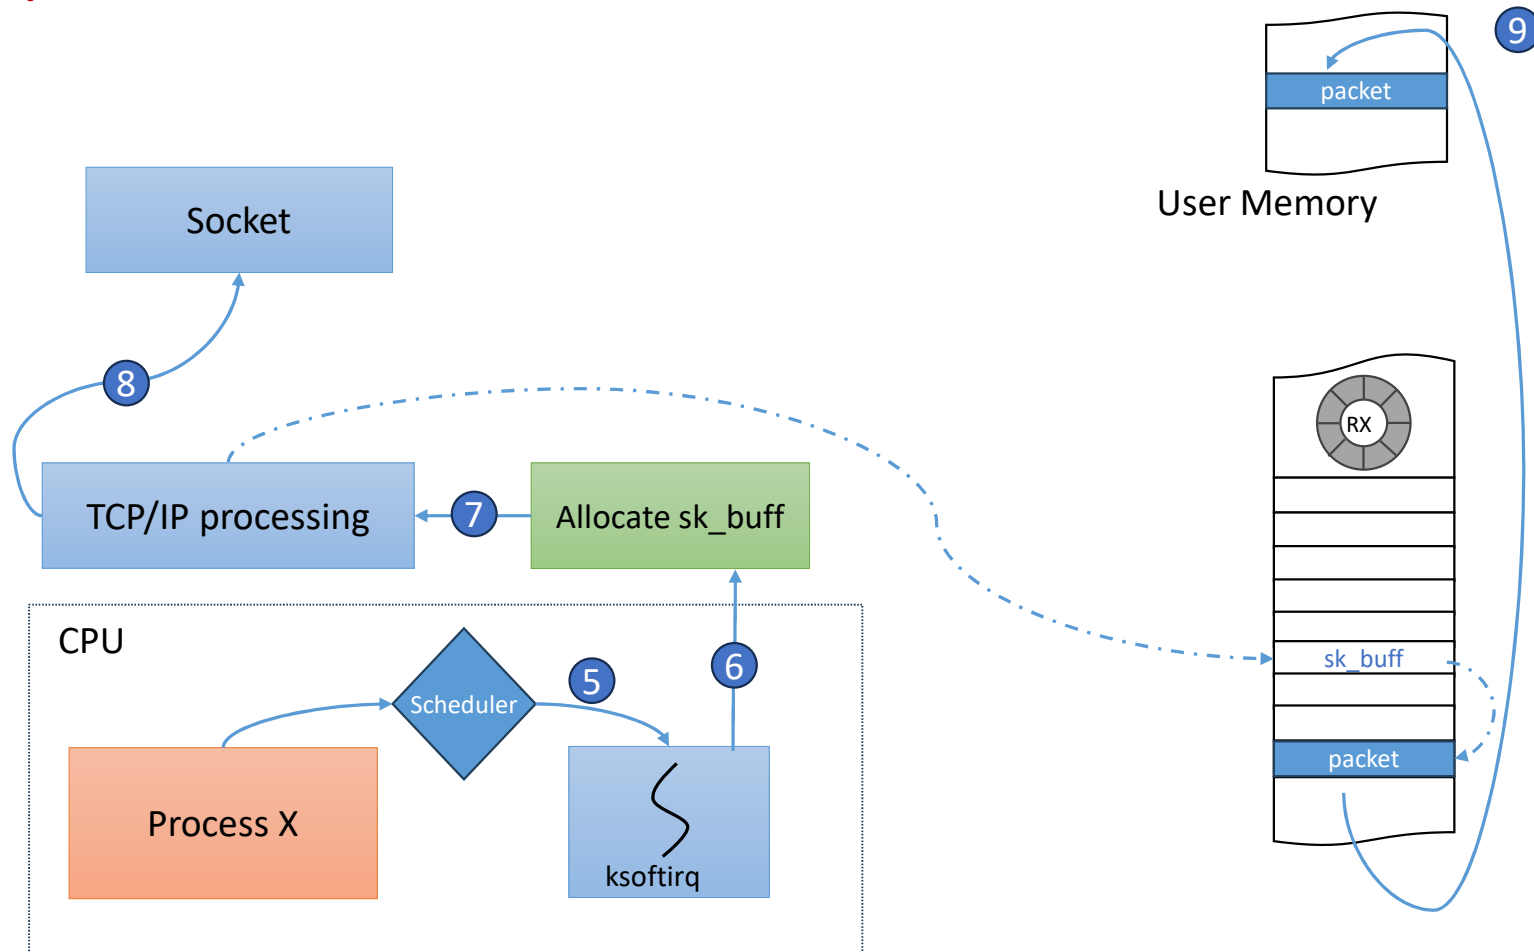 9
packet
User Memory
Socket
8
RX
TCP/IP processing
7
Allocate sk_buff
CPU
5
6
sk_buff
Scheduler
packet
Process X
ksoftirq